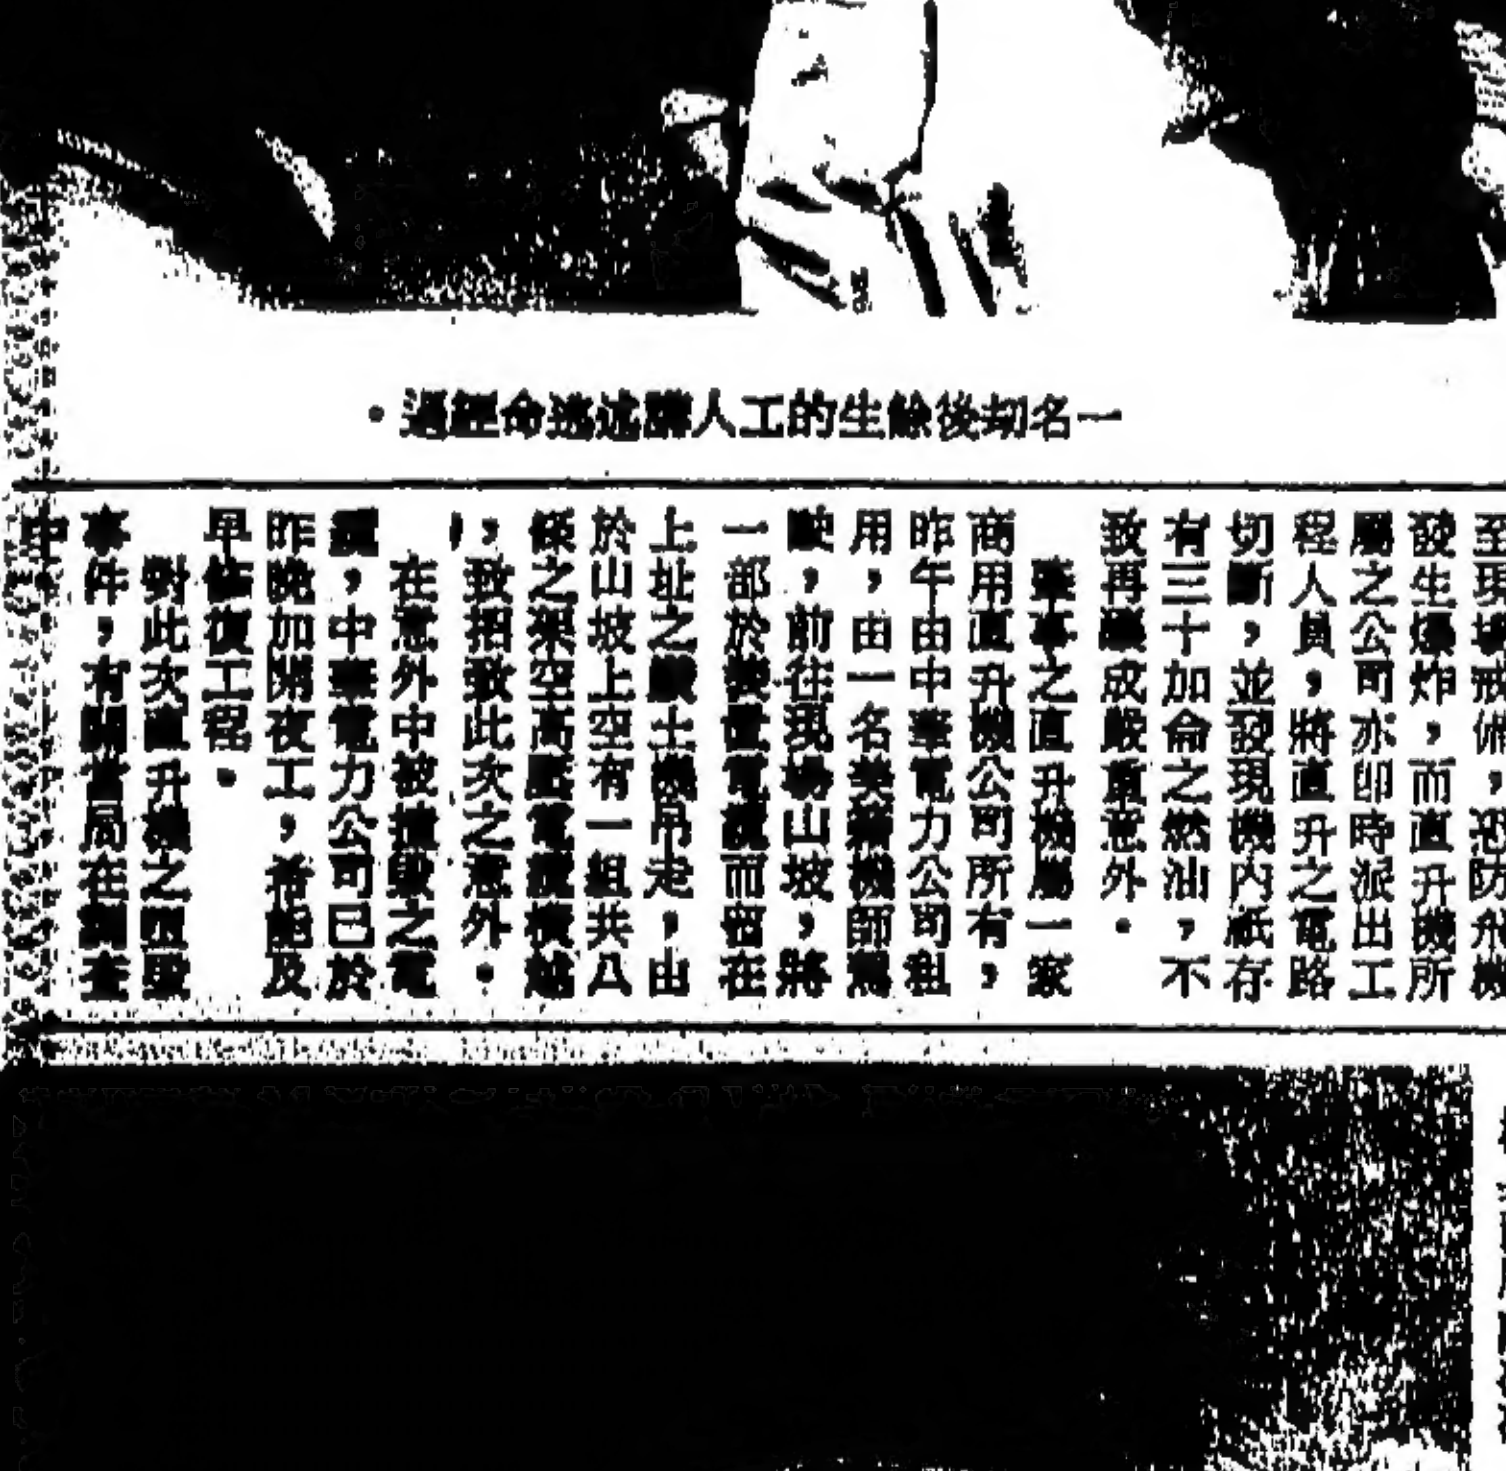 一名刧後餘生的工人講述逃命經過・
至現場戒備，恐防飛機
發生爆炸，而直升機所
屬之公司亦即時派出工
程人員，將直升之電路
切斷，並發現機內祇存
有三十加侖之燃油，不
致再釀成嚴重意外・
肇事之直升機屬一家
商用直升機公司所有，
昨午由中華電力公司租
用，由一名美籍機師駕
駛，前往現場山坡，將
一部於裝置電纜而留在
上址之鑽土機吊走，由
於山坡上空有一組共八
條之架空高壓電纜橫越
，致招致此次之意外・
在意外中被撞毀之電
纜，中華電力公司已於
昨晚加開夜工，希能及
早修復工程・
對此次直升機之墮毀
事件，有關當局在調查
中